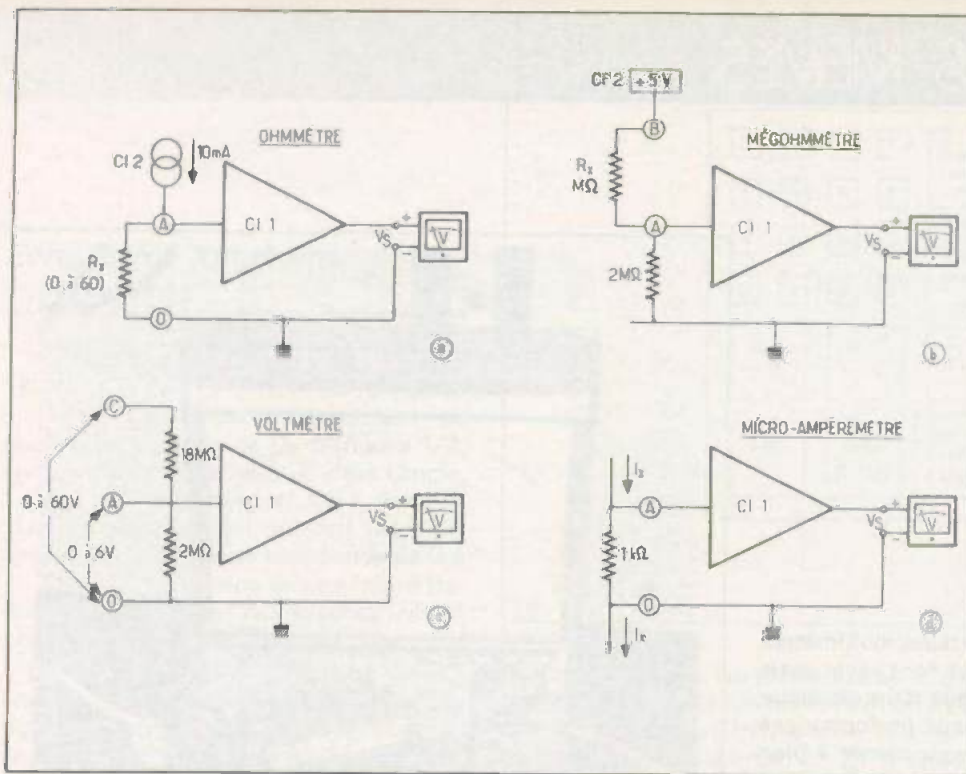 OHMMÈTRE
CI 2
10mA
A
CI 1
+
VS
−
V
Rx
(0 à 60)
0
a
CI 2
+5V
B
MÉGOHMMÈTRE
Rx
MΩ
A
CI 1
+
VS
−
V
2MΩ
b
VOLTMÈTRE
C
18MΩ
0 à 60V
A
CI 1
+
VS
−
V
0 à 6V
2MΩ
0
MICRO-AMPÈREMÈTRE
Ix
A
CI 1
+
VS
−
V
1kΩ
0
Ix
d